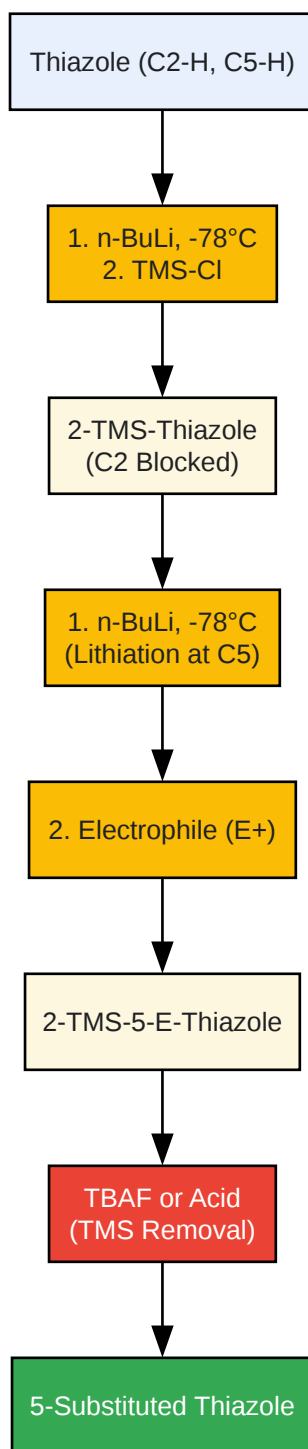 Thiazole (C2-H, C5-H)
1. n-BuLi, -78°C
2. TMS-Cl
2-TMS-Thiazole
(C2 Blocked)
1. n-BuLi, -78°C
(Lithiation at C5)
2. Electrophile (E+)
2-TMS-5-E-Thiazole
TBAF or Acid
(TMS Removal)
5-Substituted Thiazole